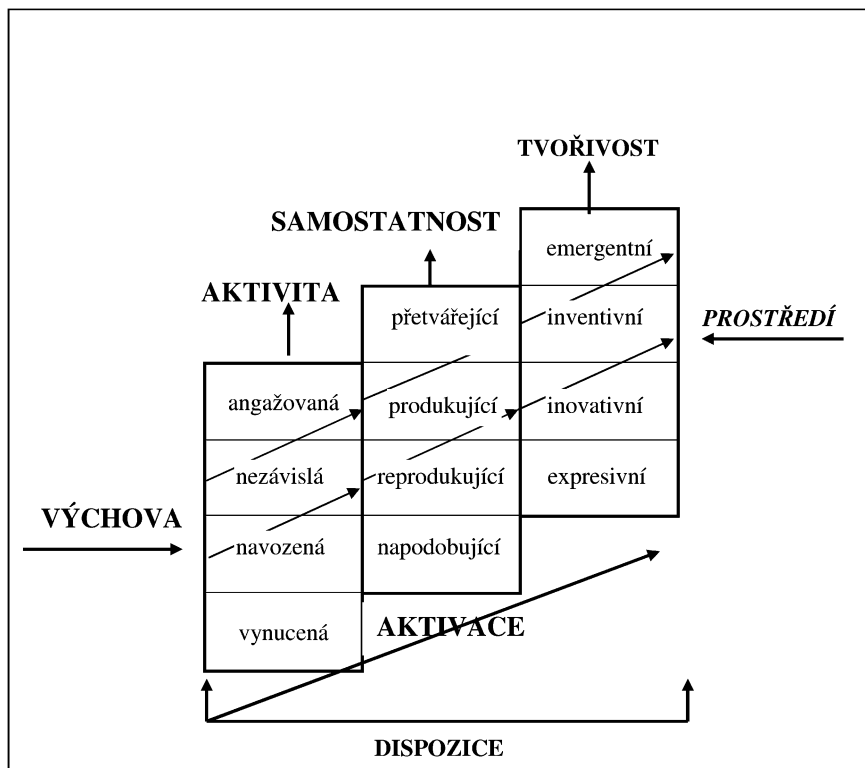 TVOŘIVOST
SAMOSTATNOST
emergentní
AKTIVITA
přetvářející
inventivní
PROSTŘEDÍ
angažovaná
produkující
inovativní
nezávislá
reprodukující
expresivní
VÝCHOVA
navozená
napodobující
vynucená
AKTIVACE
DISPOZICE